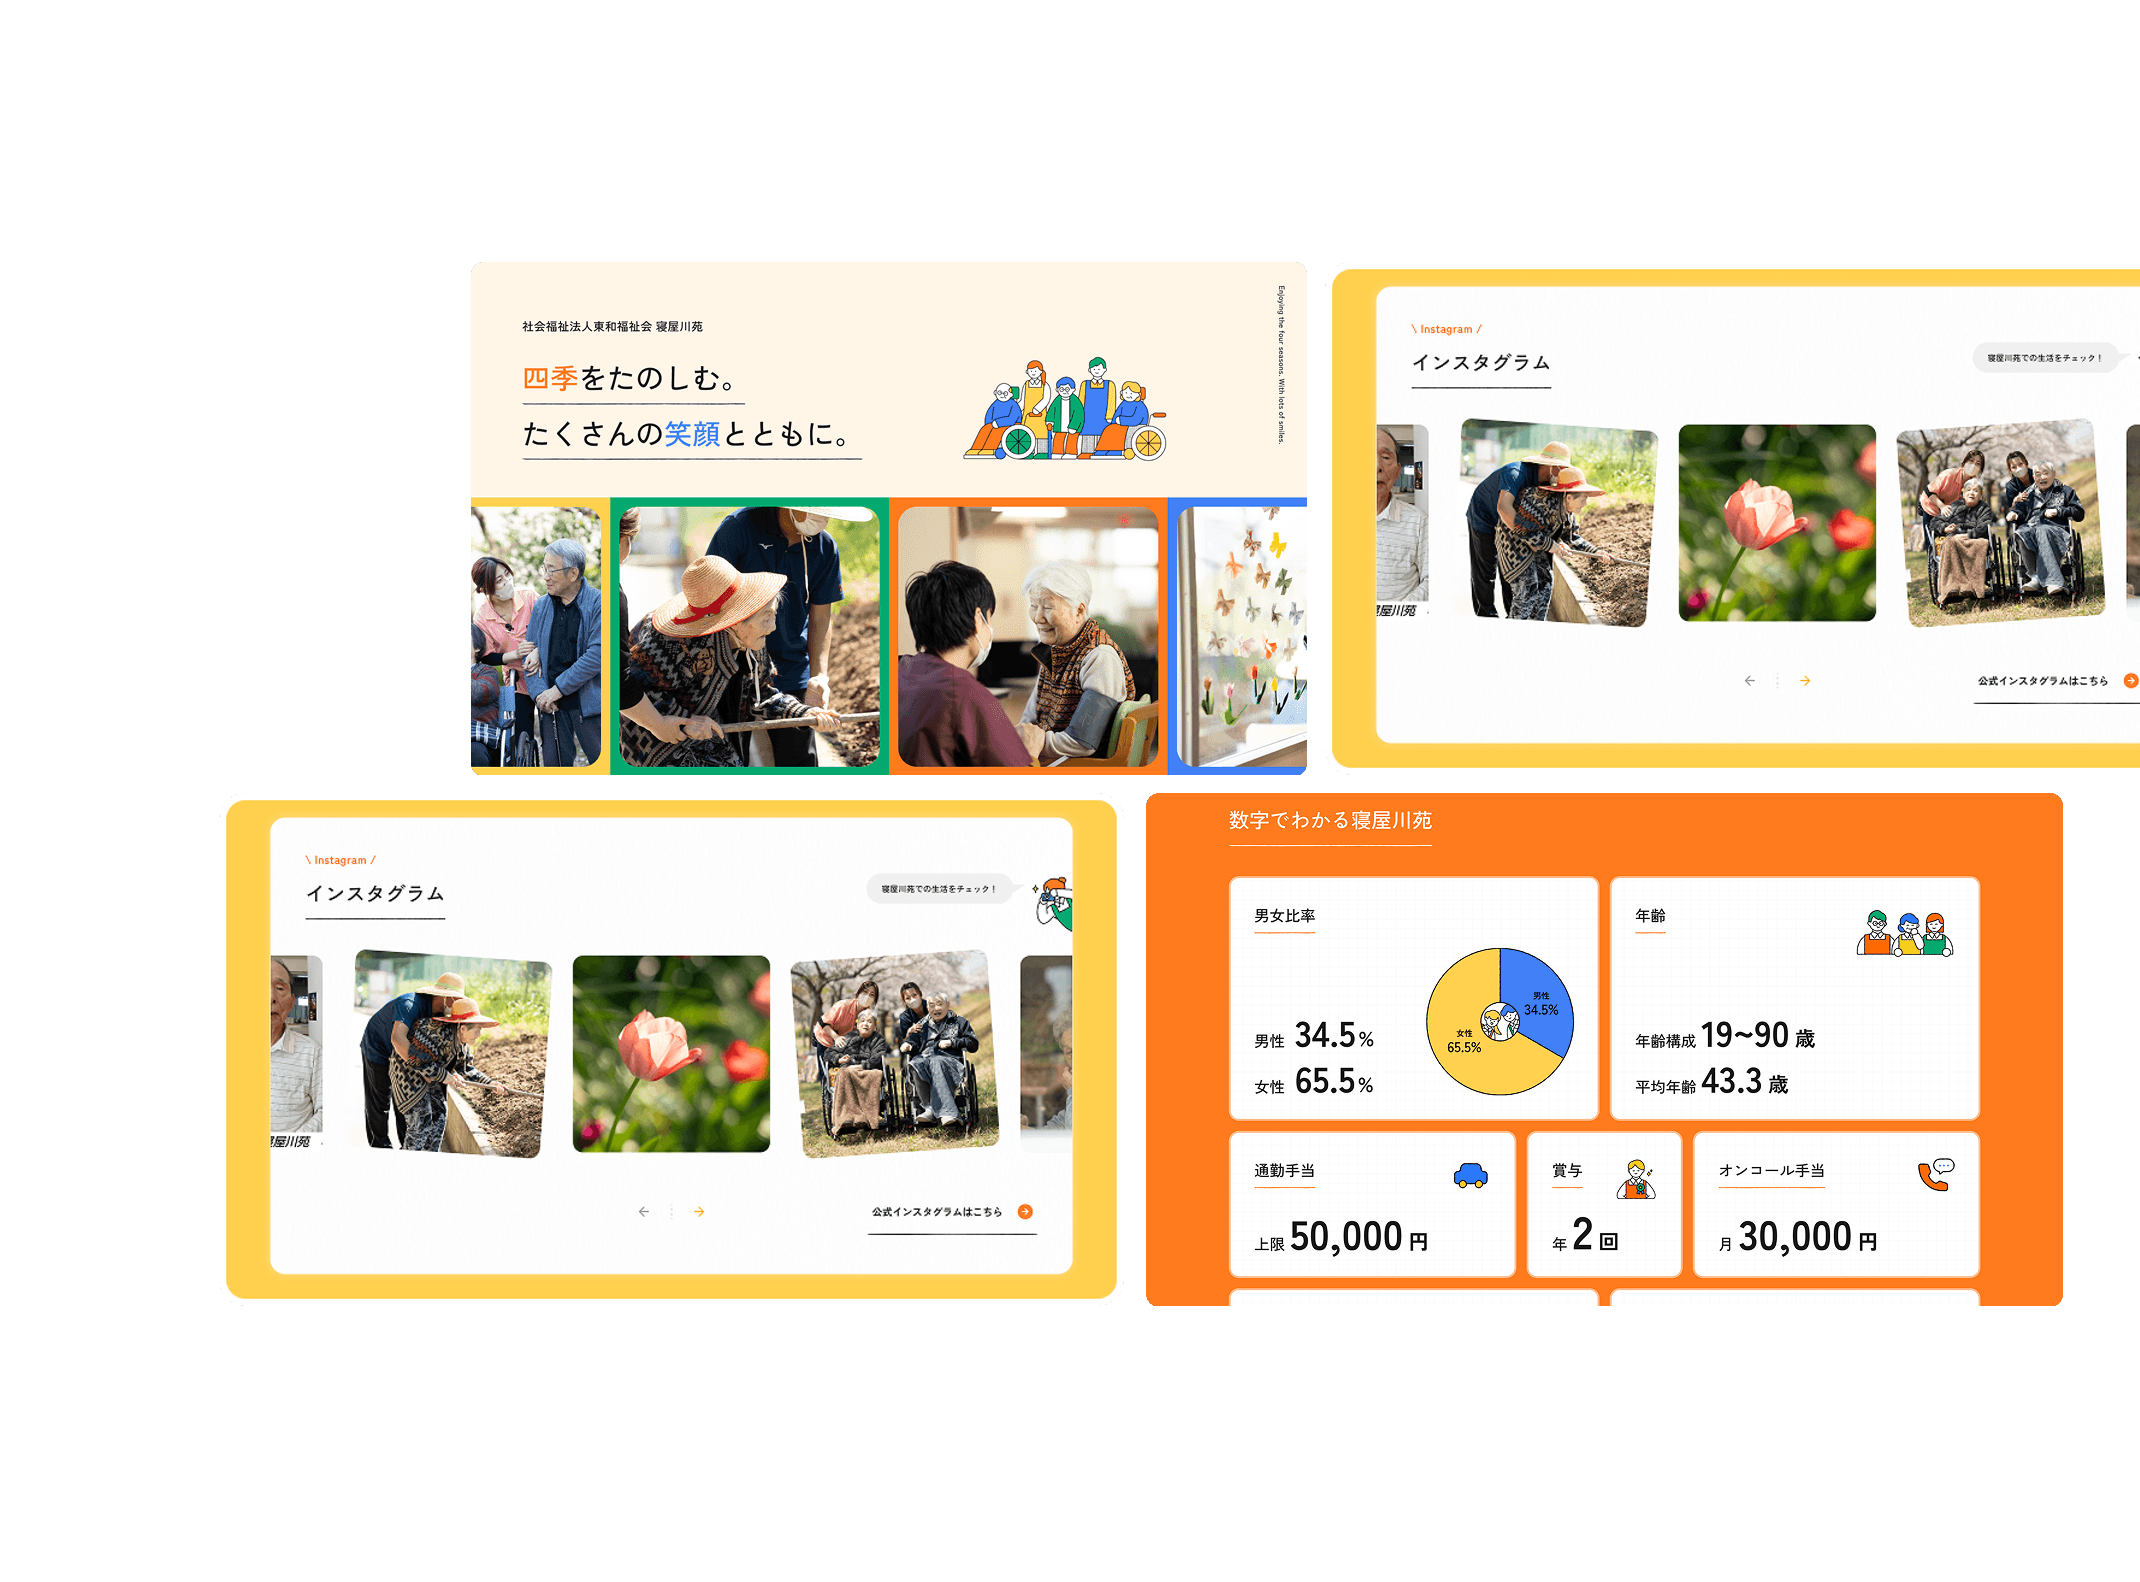 社会福祉法人東和福祉会 寝屋川苑
四季をたのしむ。
たくさんの笑顔とともに。
Enjoying the four seasons. With lots of smiles.
\ Instagram /
インスタグラム
寝屋川苑での生活をチェック！
屋川苑
公式インスタグラムはこちら
\ Instagram /
インスタグラム
寝屋川苑での生活をチェック！
屋川苑
公式インスタグラムはこちら
数字でわかる寝屋川苑
男女比率
男性 34.5%
女性 65.5%
男性
34.5%
女性
65.5%
年齢
年齢構成 19~90 歳
平均年齢 43.3 歳
通勤手当
上限 50,000 円
賞与
年 2 回
オンコール手当
月 30,000 円